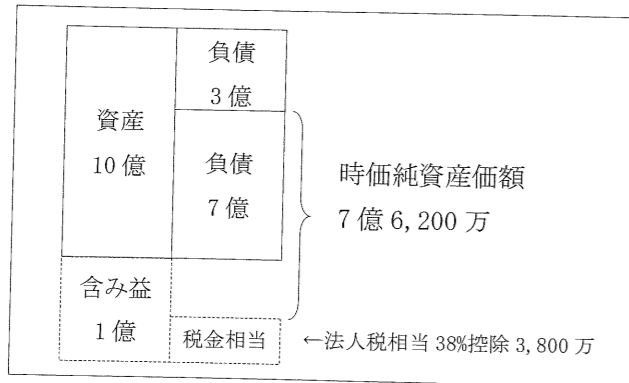 資産
10億
負債
3億
負債
7億
時価純資産価額
7億6,200万
含み益
1億
税金相当
←法人税相当38%控除3,800万